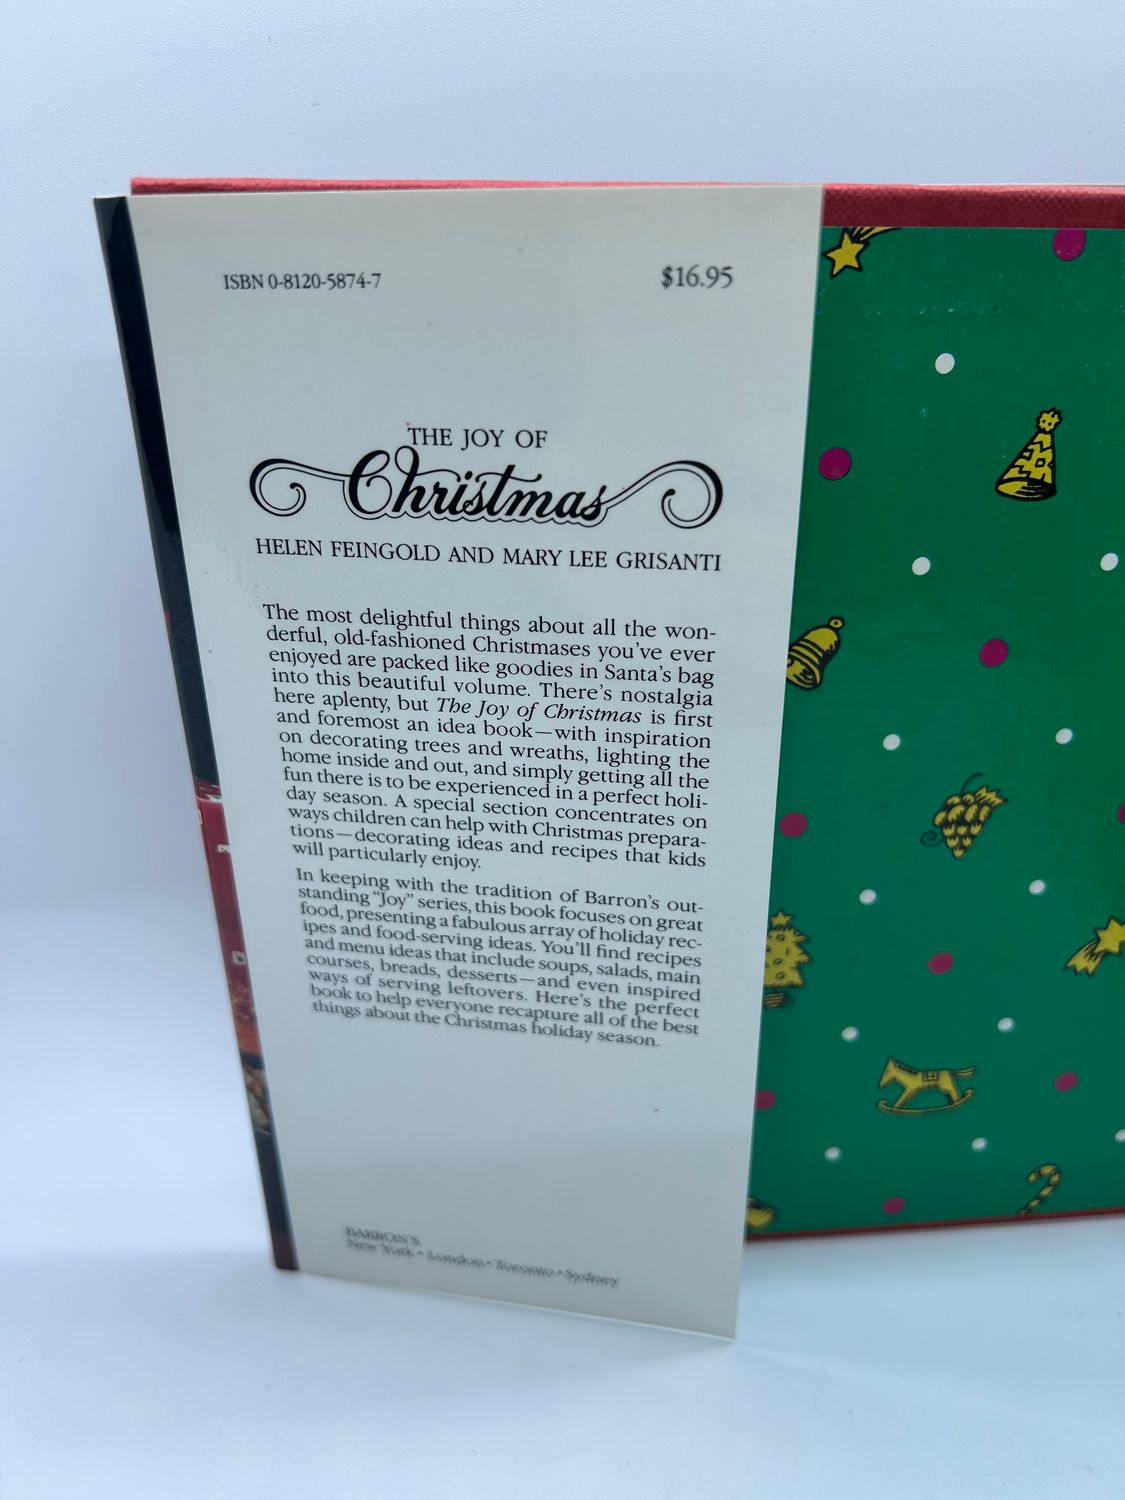 ISBN 0-8120-5874-7 $16.95
THE JOY OF
Christmas
HELEN FEINGOLD AND MARY LEE GRISANTI
The most delightful things about all the won-
derful, old-fashioned Christmases you've ever
enjoyed are packed like goodies in Santa's bag
into this beautiful volume. There's nostalgia
here aplenty, but The Joy of Christmas is first
and foremost an idea book—with inspiration
on decorating trees and wreaths, lighting the
home inside and out, and simply getting all the
fun there is to be experienced in a perfect holi-
day season. A special section concentrates on
ways children can help with Christmas prepara-
tions—decorating ideas and recipes that kids
will particularly enjoy.
In keeping with the tradition of Barron's out-
standing "Joy" series, this book focuses on great
food, presenting a fabulous array of holiday rec-
ipes and food-serving ideas. You'll find recipes
and menu ideas that include soups, salads, main
courses, breads, desserts—and even inspired
ways of serving leftovers. Here's the perfect
book to help everyone recapture all of the best
things about the Christmas holiday season.
BARRON'S
New York • London • Toronto • Sydney